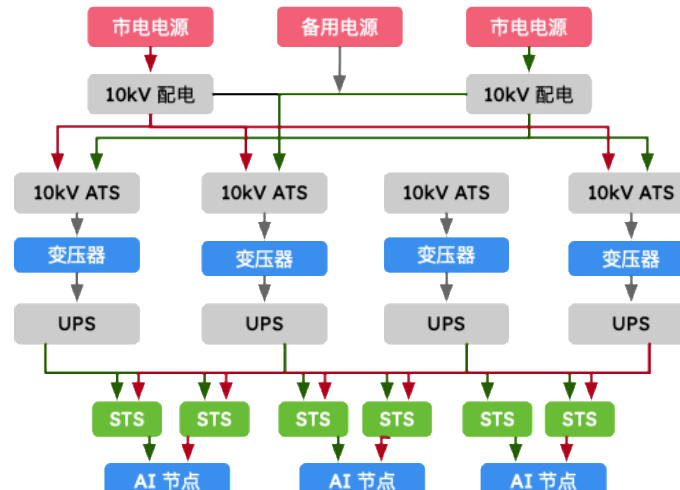 市电电源 备用电源 市电电源
10kV 配电 10kV 配电
10kV ATS 10kV ATS 10kV ATS 10kV ATS
变压器 变压器 变压器 变压器
UPS UPS UPS UPS
STS STS STS STS STS STS
AI 节点 AI 节点 AI 节点